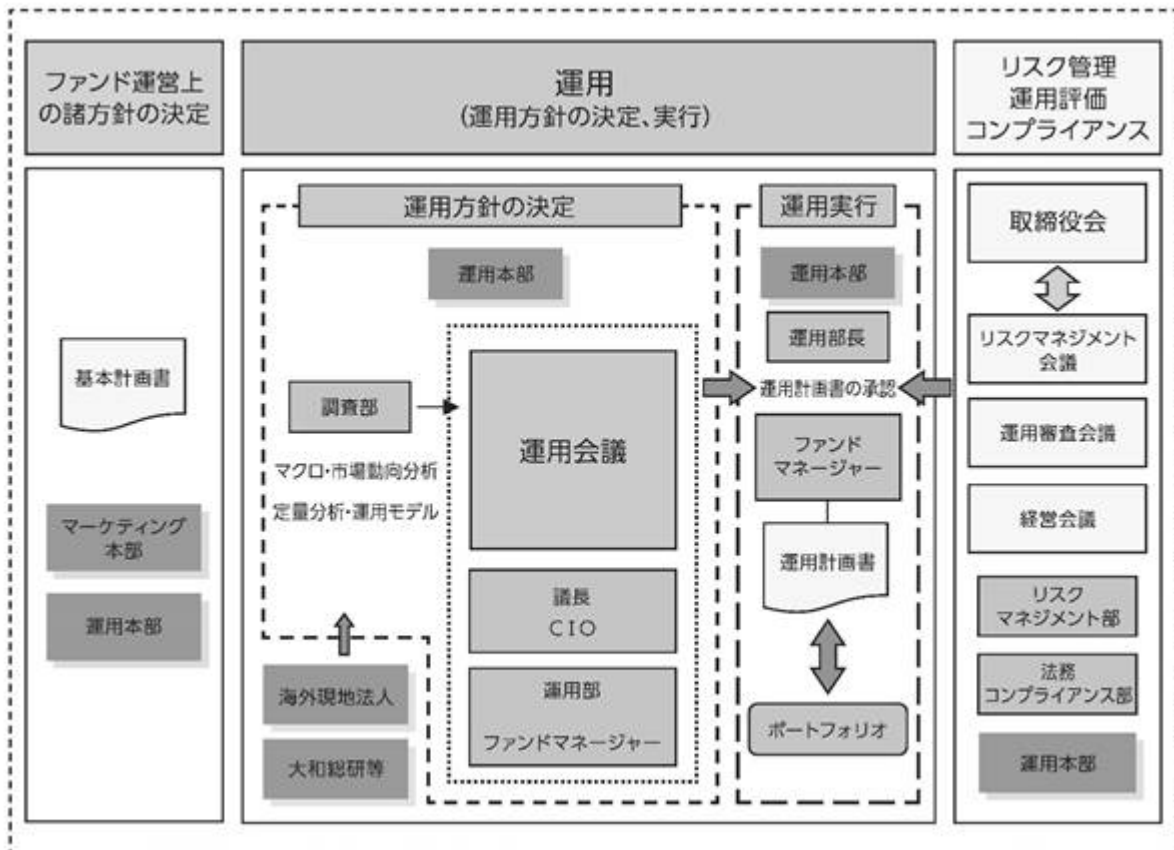 ファンド運営上
の諸方針の決定
運用
(運用方針の決定、実行)
リスク管理
運用評価
コンプライアンス
基本計画書
マーケティング
本部
運用本部
運用方針の決定
運用本部
調査部
マクロ・市場動向分析
定量分析・運用モデル
海外現地法人
大和総研等
運用会議
議長
CIO
運用部
ファンドマネージャー
運用実行
運用本部
運用部長
運用計画書の承認
ファンド
マネージャー
運用計画書
ポートフォリオ
取締役会
リスクマネジメント
会議
運用審査会議
経営会議
リスク
マネジメント部
法務
コンプライアンス部
運用本部